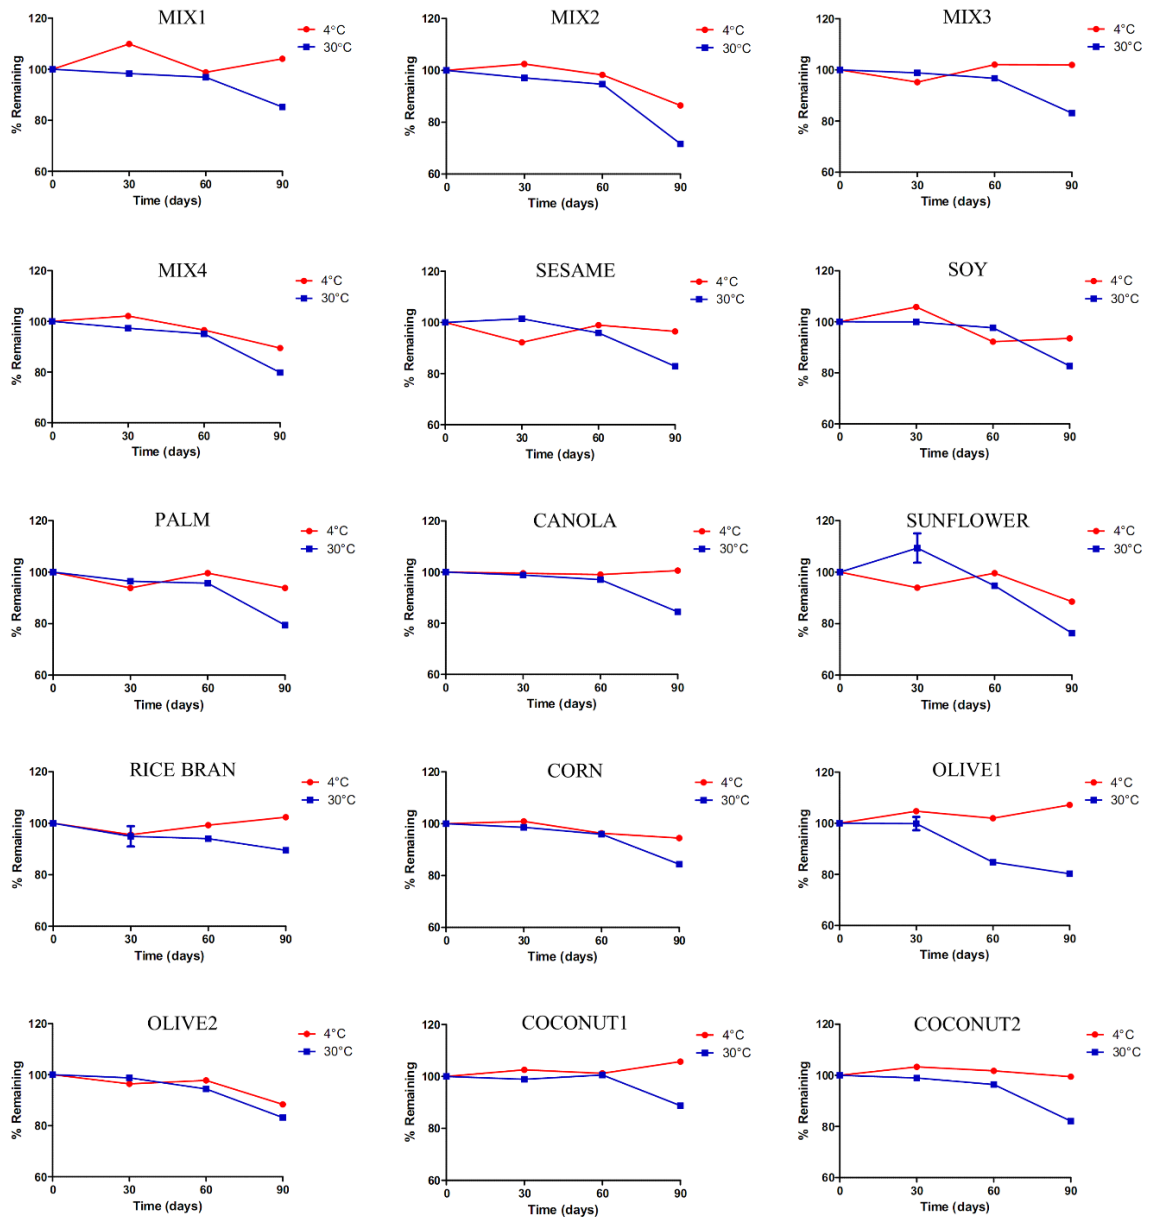 MIX1
4°C
30°C
% Remaining
120
100
80
60
0 30 60 90
Time (days)
MIX2
4°C
30°C
% Remaining
120
100
80
60
0 30 60 90
Time (days)
MIX3
4°C
30°C
% Remaining
120
100
80
60
0 30 60 90
Time (days)
MIX4
4°C
30°C
% Remaining
120
100
80
60
0 30 60 90
Time (days)
SESAME
4°C
30°C
% Remaining
120
100
80
60
0 30 60 90
Time (days)
SOY
4°C
30°C
% Remaining
120
100
80
60
0 30 60 90
Time (days)
PALM
4°C
30°C
% Remaining
120
100
80
60
0 30 60 90
Time (days)
CANOLA
4°C
30°C
% Remaining
120
100
80
60
0 30 60 90
Time (days)
SUNFLOWER
4°C
30°C
% Remaining
120
100
80
60
0 30 60 90
Time (days)
RICE BRAN
4°C
30°C
% Remaining
120
100
80
60
0 30 60 90
Time (days)
CORN
4°C
30°C
% Remaining
120
100
80
60
0 30 60 90
Time (days)
OLIVE1
4°C
30°C
% Remaining
120
100
80
60
0 30 60 90
Time (days)
OLIVE2
4°C
30°C
% Remaining
120
100
80
60
0 30 60 90
Time (days)
COCONUT1
4°C
30°C
% Remaining
120
100
80
60
0 30 60 90
Time (days)
COCONUT2
4°C
30°C
% Remaining
120
100
80
60
0 30 60 90
Time (days)